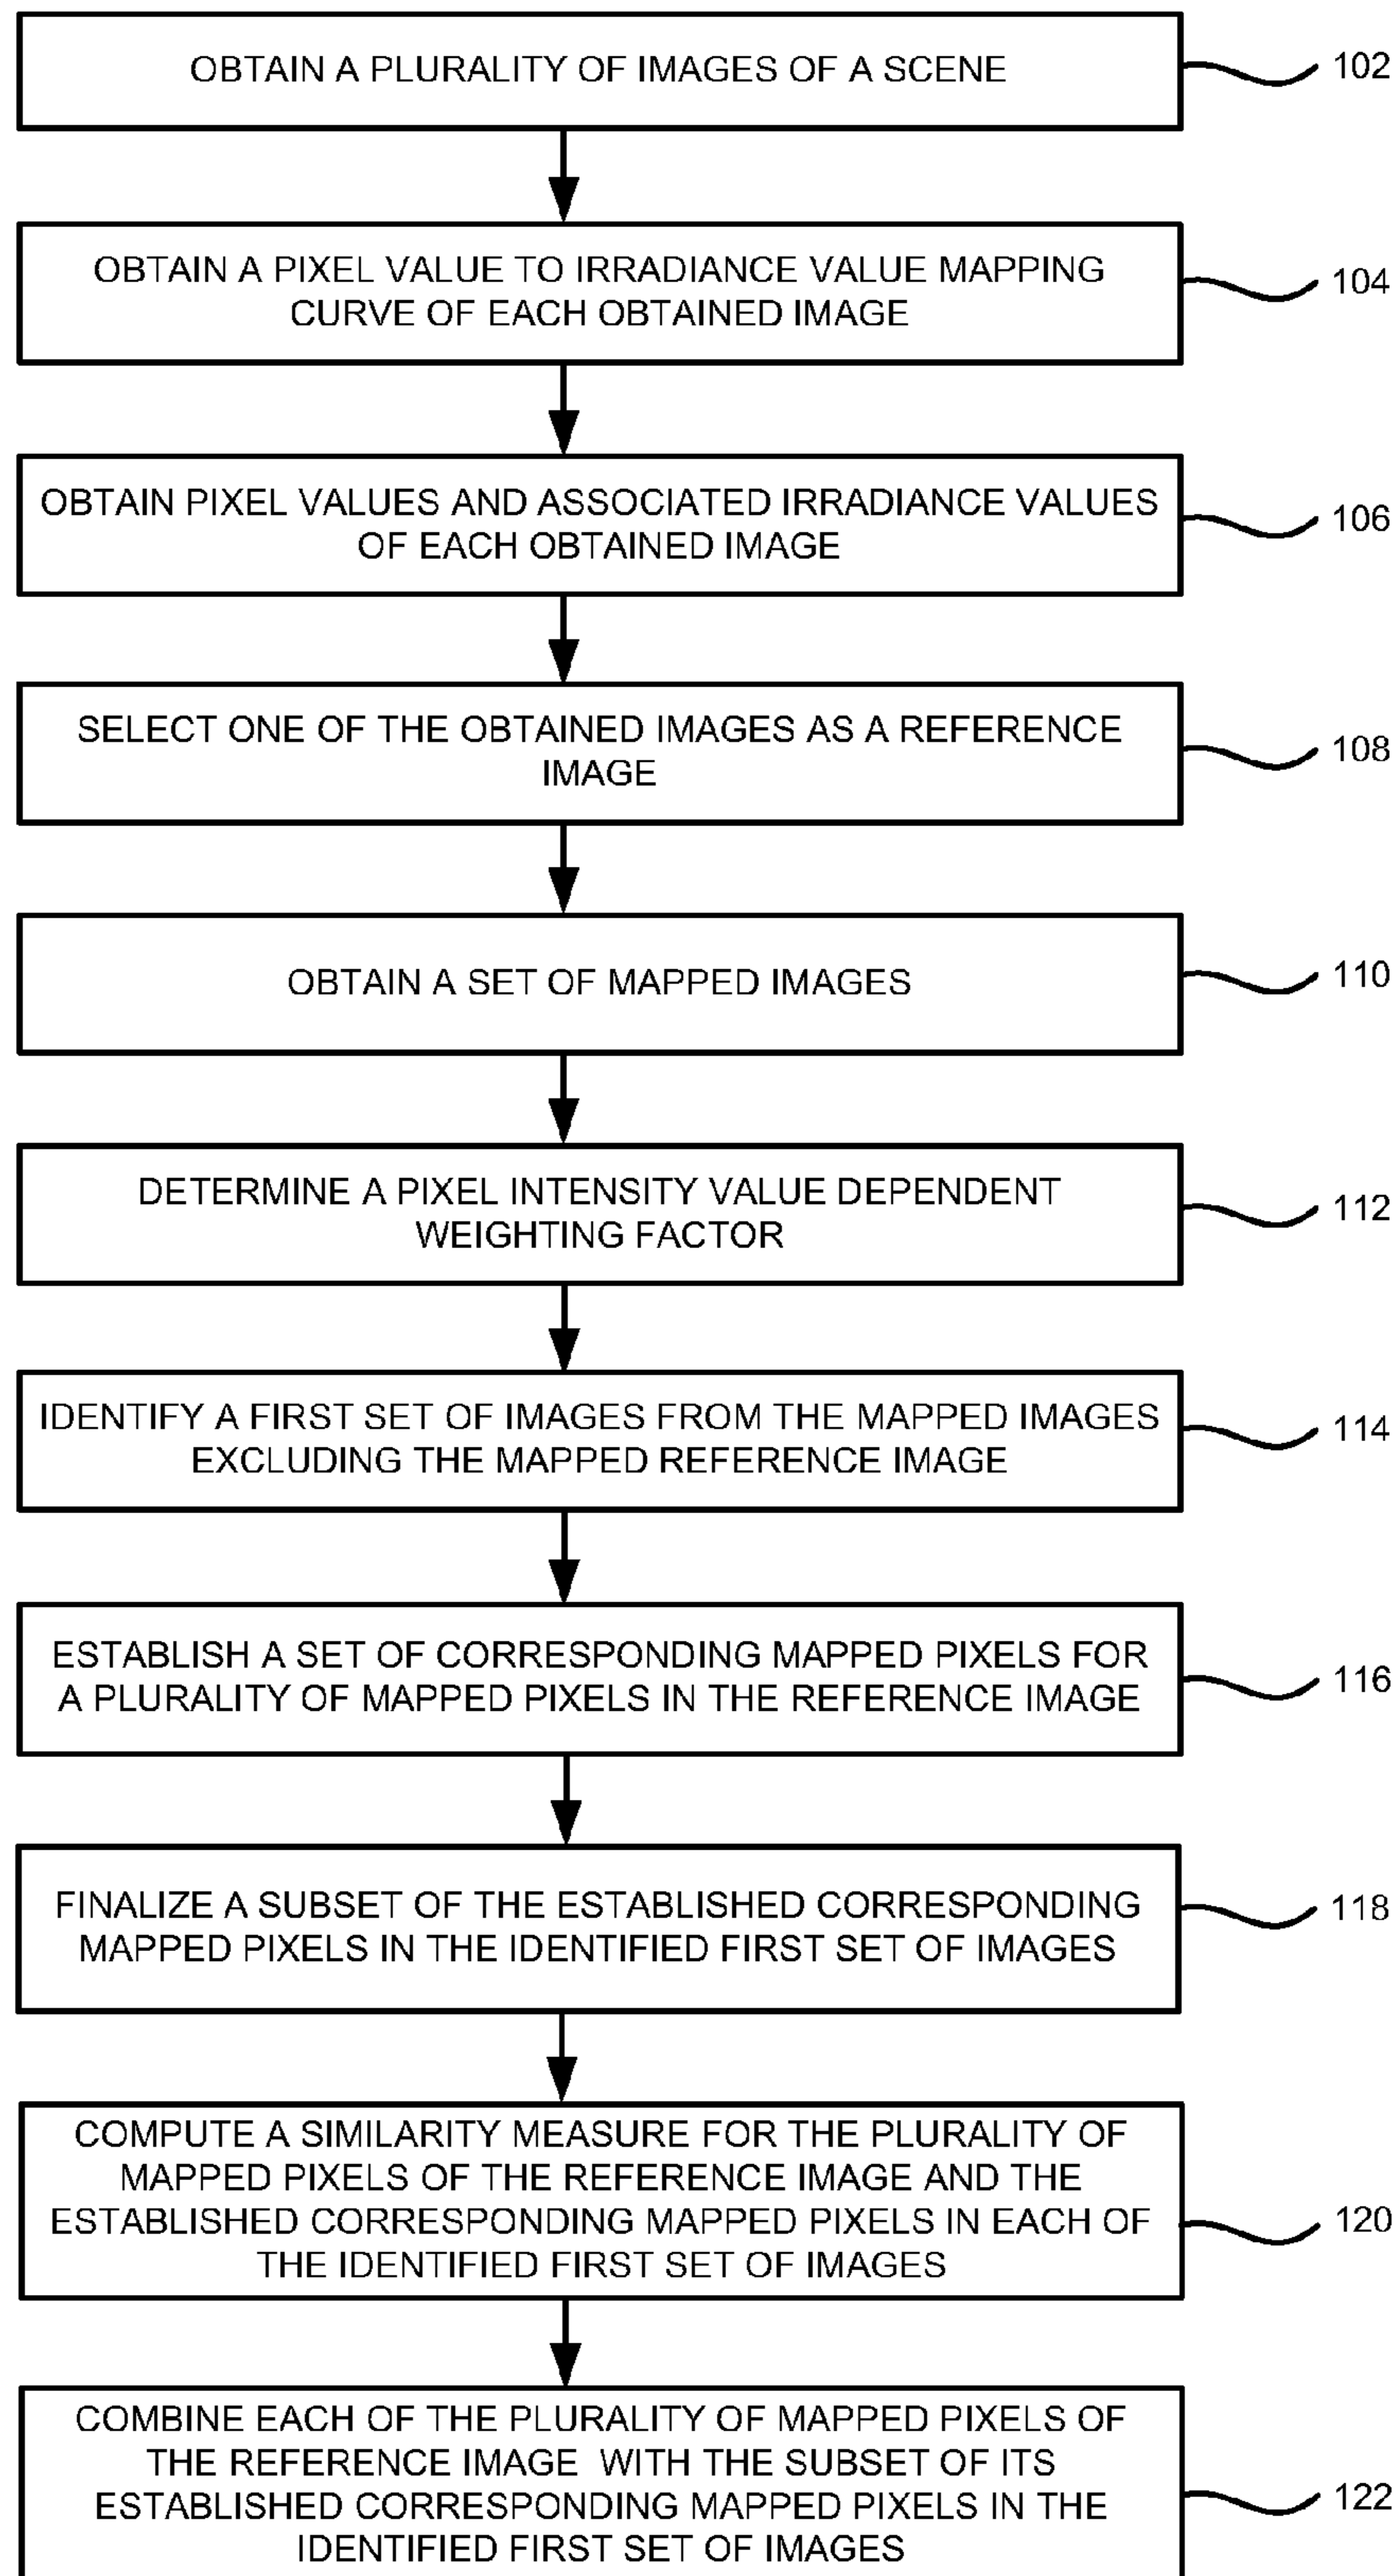 OBTAIN A PLURALITY OF IMAGES OF A SCENE
102
OBTAIN A PIXEL VALUE TO IRRADIANCE VALUE MAPPING
CURVE OF EACH OBTAINED IMAGE
104
OBTAIN PIXEL VALUES AND ASSOCIATED IRRADIANCE VALUES
OF EACH OBTAINED IMAGE
106
SELECT ONE OF THE OBTAINED IMAGES AS A REFERENCE
IMAGE
108
OBTAIN A SET OF MAPPED IMAGES
110
DETERMINE A PIXEL INTENSITY VALUE DEPENDENT
WEIGHTING FACTOR
112
IDENTIFY A FIRST SET OF IMAGES FROM THE MAPPED IMAGES
EXCLUDING THE MAPPED REFERENCE IMAGE
114
ESTABLISH A SET OF CORRESPONDING MAPPED PIXELS FOR
A PLURALITY OF MAPPED PIXELS IN THE REFERENCE IMAGE
116
FINALIZE A SUBSET OF THE ESTABLISHED CORRESPONDING
MAPPED PIXELS IN THE IDENTIFIED FIRST SET OF IMAGES
118
COMPUTE A SIMILARITY MEASURE FOR THE PLURALITY OF
MAPPED PIXELS OF THE REFERENCE IMAGE AND THE
ESTABLISHED CORRESPONDING MAPPED PIXELS IN EACH OF
THE IDENTIFIED FIRST SET OF IMAGES
120
COMBINE EACH OF THE PLURALITY OF MAPPED PIXELS OF
THE REFERENCE IMAGE WITH THE SUBSET OF ITS
ESTABLISHED CORRESPONDING MAPPED PIXELS IN THE
IDENTIFIED FIRST SET OF IMAGES
122